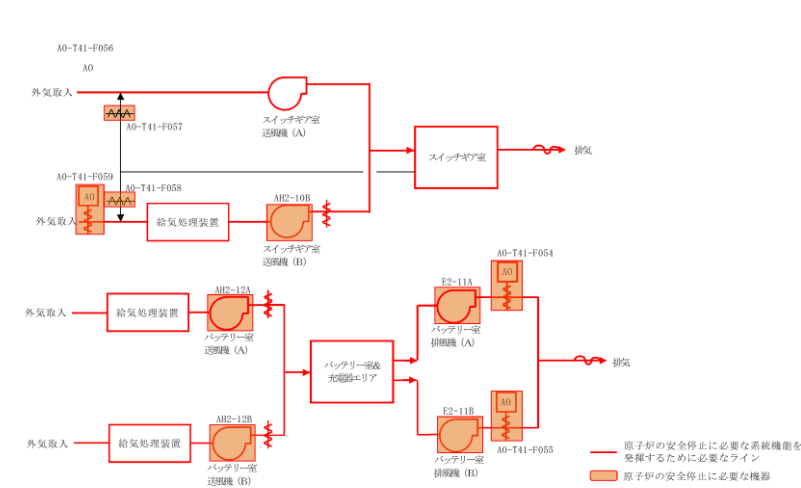 AO-T41-F056
AO
外気取入
AO-T41-F057
スイッチギア室
送風機 (A)
スイッチギア室
排気
AO-T41-F059
AO-T41-F058
AO
AH2-10B
外気取入
給気処理装置
スイッチギア室
送風機 (B)
AO-T41-F054
AO
AH2-12A
E2-11A
外気取入
給気処理装置
バッテリー室
送風機 (A)
バッテリー室
排風機 (A)
バッテリー室&
充電器エリア
排気
AH2-12B
E2-11B
AO
外気取入
給気処理装置
AO-T41-F055
バッテリー室
送風機 (B)
バッテリー室
排風機 (B)
原子炉の安全停止に必要な系統機能を
発揮するために必要なライン
原子炉の安全停止に必要な機器